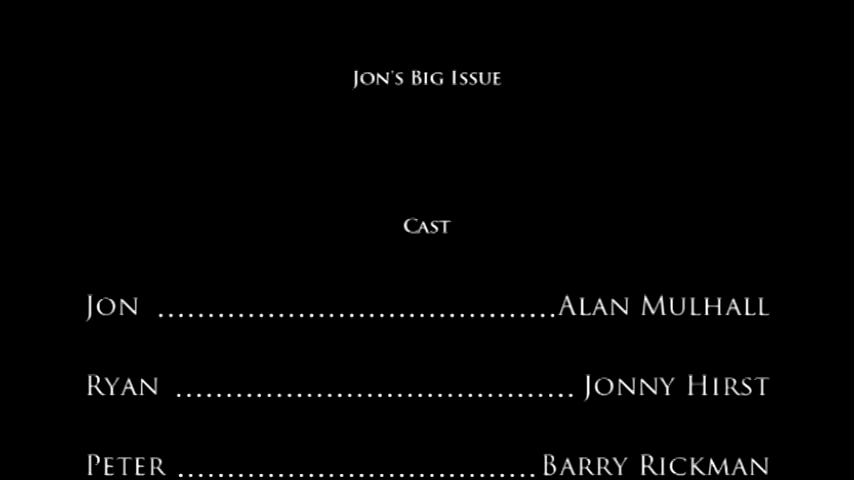 Jon's Big Issue
Cast
Jon ........................................Alan Mulhall
Ryan ........................................ Jonny Hirst
Peter ....................................Barry Rickman